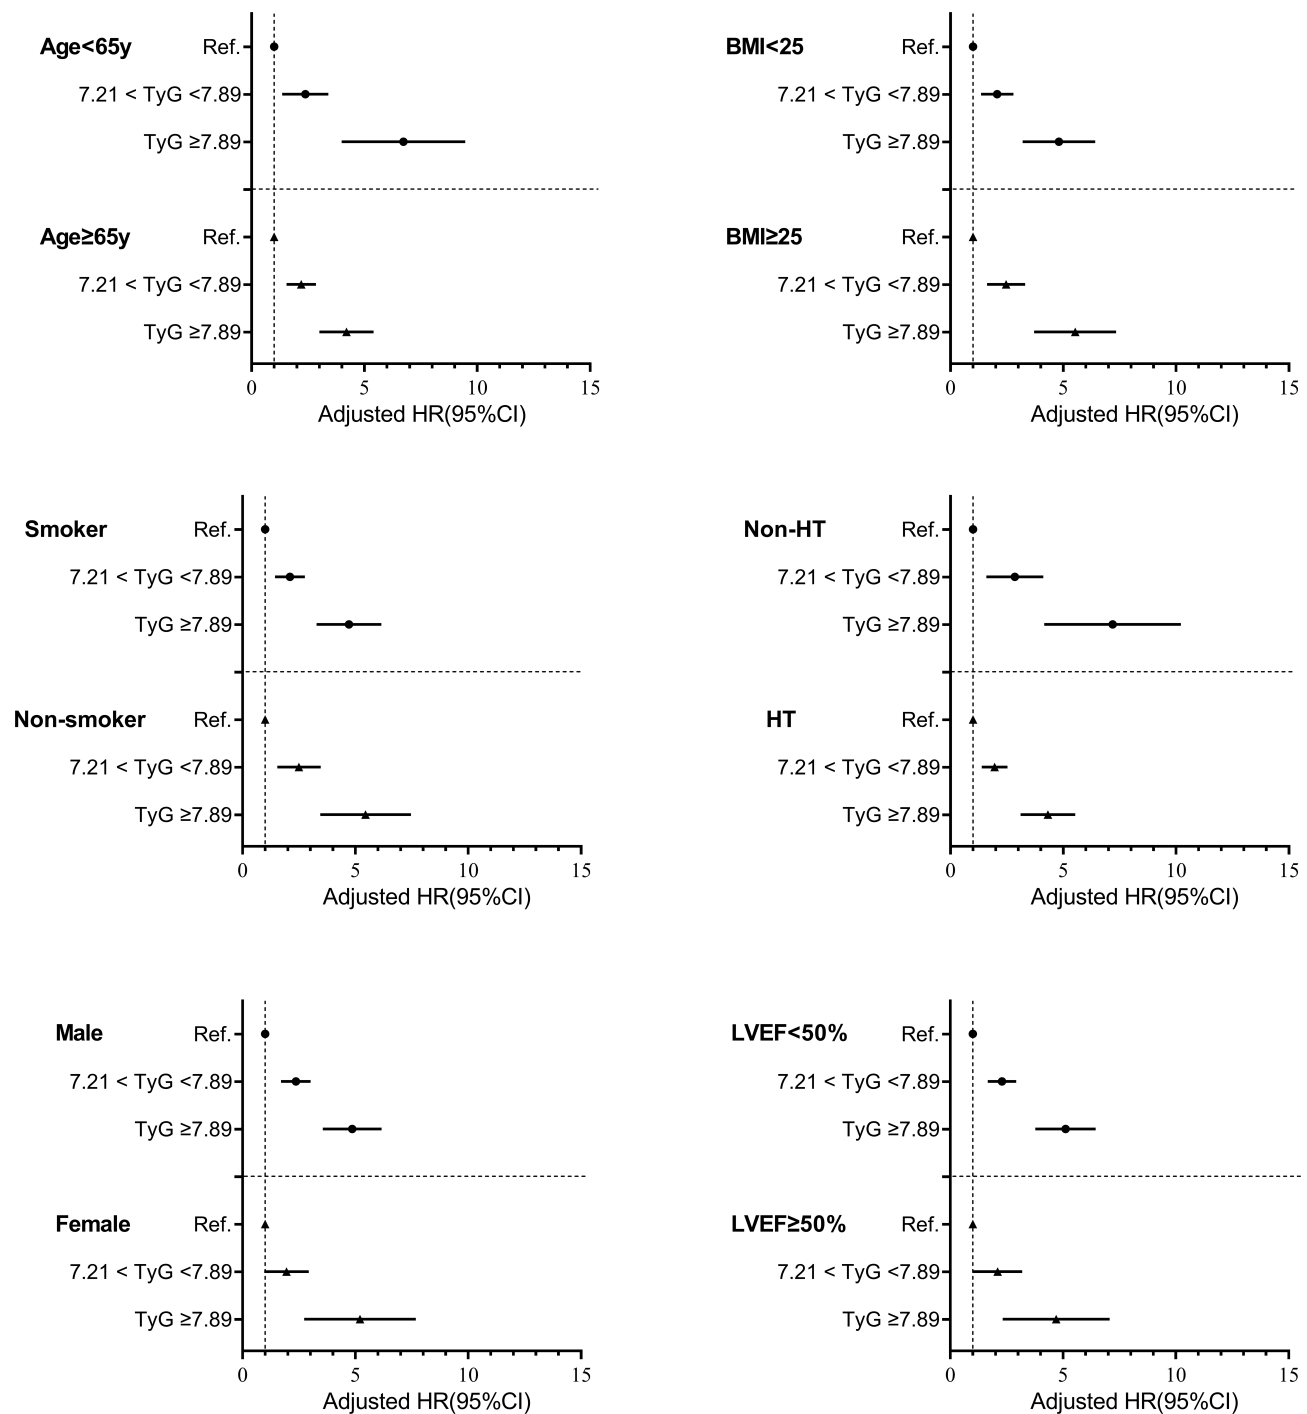 Age<65y Ref.
7.21 < TyG <7.89
TyG ≥7.89
Age≥65y Ref.
7.21 < TyG <7.89
TyG ≥7.89
0 5 10 15
Adjusted HR(95%CI)
BMI<25 Ref.
7.21 < TyG <7.89
TyG ≥7.89
BMI≥25 Ref.
7.21 < TyG <7.89
TyG ≥7.89
0 5 10 15
Adjusted HR(95%CI)
Smoker Ref.
7.21 < TyG <7.89
TyG ≥7.89
Non-smoker Ref.
7.21 < TyG <7.89
TyG ≥7.89
0 5 10 15
Adjusted HR(95%CI)
Non-HT Ref.
7.21 < TyG <7.89
TyG ≥7.89
HT Ref.
7.21 < TyG <7.89
TyG ≥7.89
0 5 10 15
Adjusted HR(95%CI)
Male Ref.
7.21 < TyG <7.89
TyG ≥7.89
Female Ref.
7.21 < TyG <7.89
TyG ≥7.89
0 5 10 15
Adjusted HR(95%CI)
LVEF<50% Ref.
7.21 < TyG <7.89
TyG ≥7.89
LVEF≥50% Ref.
7.21 < TyG <7.89
TyG ≥7.89
0 5 10 15
Adjusted HR(95%CI)